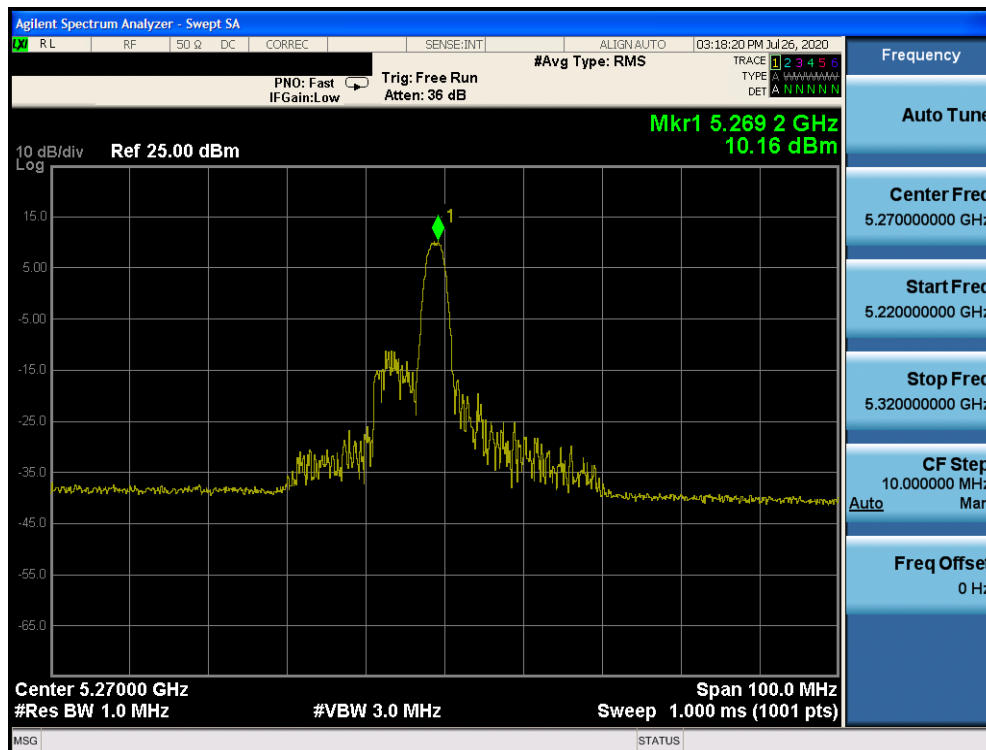 Agilent Spectrum Analyzer - Swept SA
LXI RL RF 50 Ω DC CORREC SENSE:INT ALIGN AUTO 03:18:20 PM Jul 26, 2020
#Avg Type: RMS TRACE 1 2 3 4 5 6
PNO: Fast Trig: Free Run TYPE A WWWWW
IFGain:Low Atten: 36 dB DET A N N N N N
Mkr1 5.269 2 GHz
10.16 dBm
10 dB/div Ref 25.00 dBm
Log
1
15.0
5.00
-5.00
-15.0
-25.0
-35.0
-45.0
-55.0
-65.0
Center 5.27000 GHz Span 100.0 MHz
#Res BW 1.0 MHz #VBW 3.0 MHz Sweep 1.000 ms (1001 pts)
MSG STATUS
Frequency
Auto Tune
Center Freq
5.270000000 GHz
Start Freq
5.220000000 GHz
Stop Freq
5.320000000 GHz
CF Step
10.000000 MHz
Auto Man
Freq Offset
0 Hz